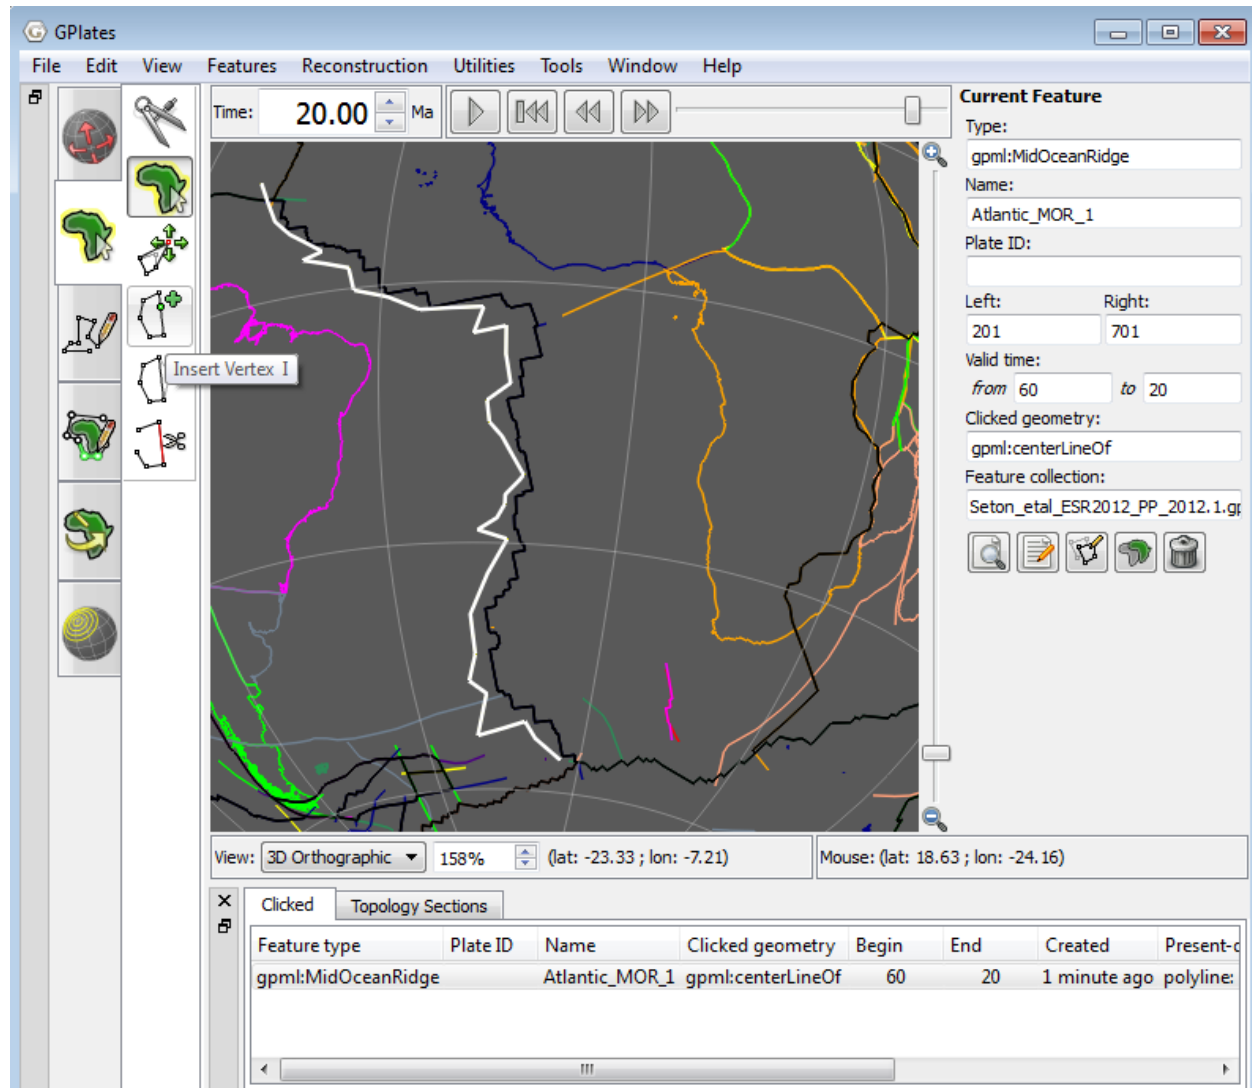 GPlates
File Edit View Features Reconstruction Utilities Tools Window Help
Time: 20.00 Ma
Insert Vertex I
Current Feature
Type:
gpml:MidOceanRidge
Name:
Atlantic_MOR_1
Plate ID:
Left: Right:
201 701
Valid time:
from 60 to 20
Clicked geometry:
gpml:centerLineOf
Feature collection:
Seton_etal_ESR2012_PP_2012.1.gp
View: 3D Orthographic 158% (lat: -23.33 ; lon: -7.21) Mouse: (lat: 18.63 ; lon: -24.16)
Clicked Topology Sections
Feature type Plate ID Name Clicked geometry Begin End Created Present-d
gpml:MidOceanRidge Atlantic_MOR_1 gpml:centerLineOf 60 20 1 minute ago polyline: